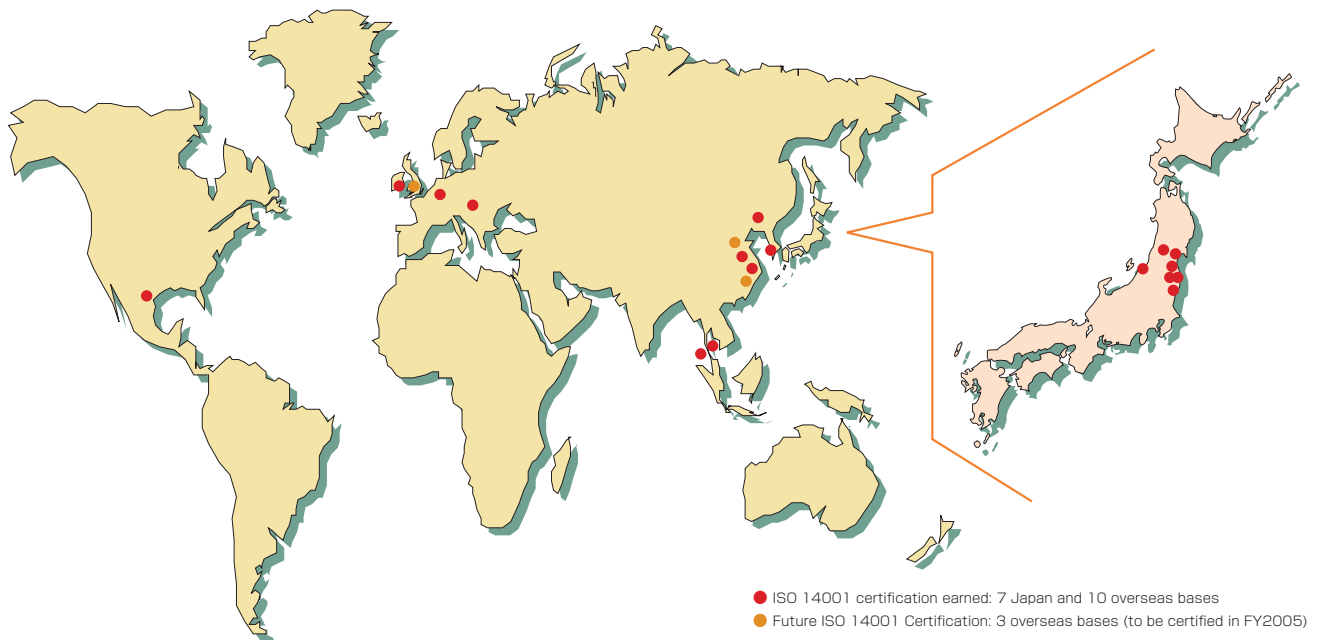 ISO 14001 certification earned: 7 Japan and 10 overseas bases
Future ISO 14001 Certification: 3 overseas bases (to be certified in FY2005)